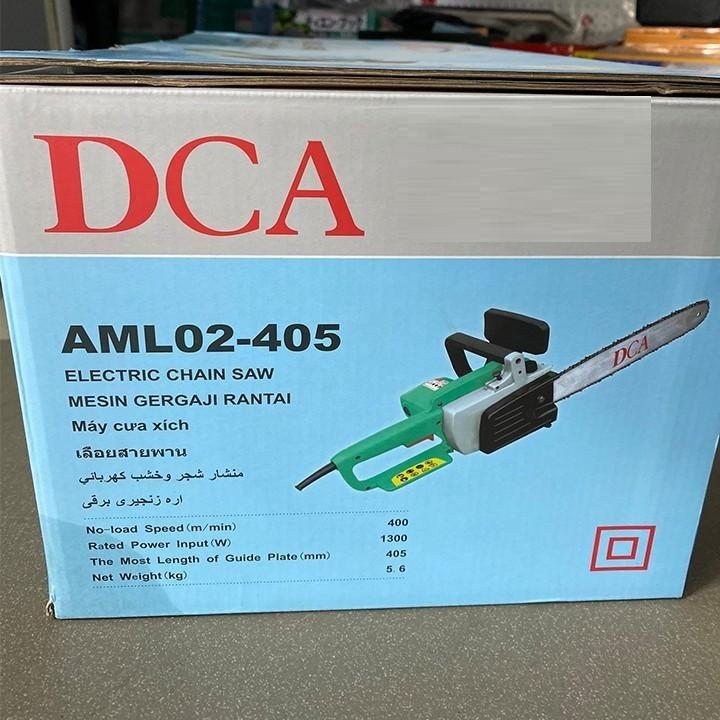 DCA
AML02-405
ELECTRIC CHAIN SAW
MESIN GERGAJI RANTAI
Máy cưa xích
เลือยสายพาน
منشار شجر وخشب كهربائي
اره زنجیری برقی
No-load Speed(m/min) 400
Rated Power Input(W) 1300
The Most Length of Guide Plate(mm) 405
Net Weight(kg) 5.6
DCA